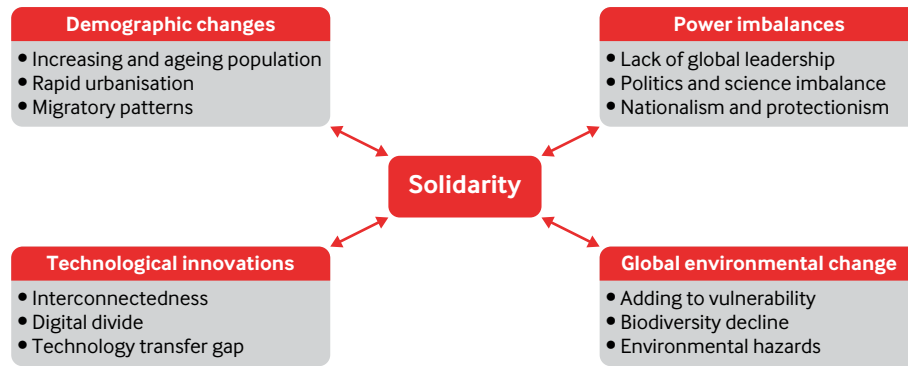 Demographic changes
• Increasing and ageing population
• Rapid urbanisation
• Migratory patterns
Power imbalances
• Lack of global leadership
• Politics and science imbalance
• Nationalism and protectionism
Solidarity
Technological innovations
• Interconnectedness
• Digital divide
• Technology transfer gap
Global environmental change
• Adding to vulnerability
• Biodiversity decline
• Environmental hazards